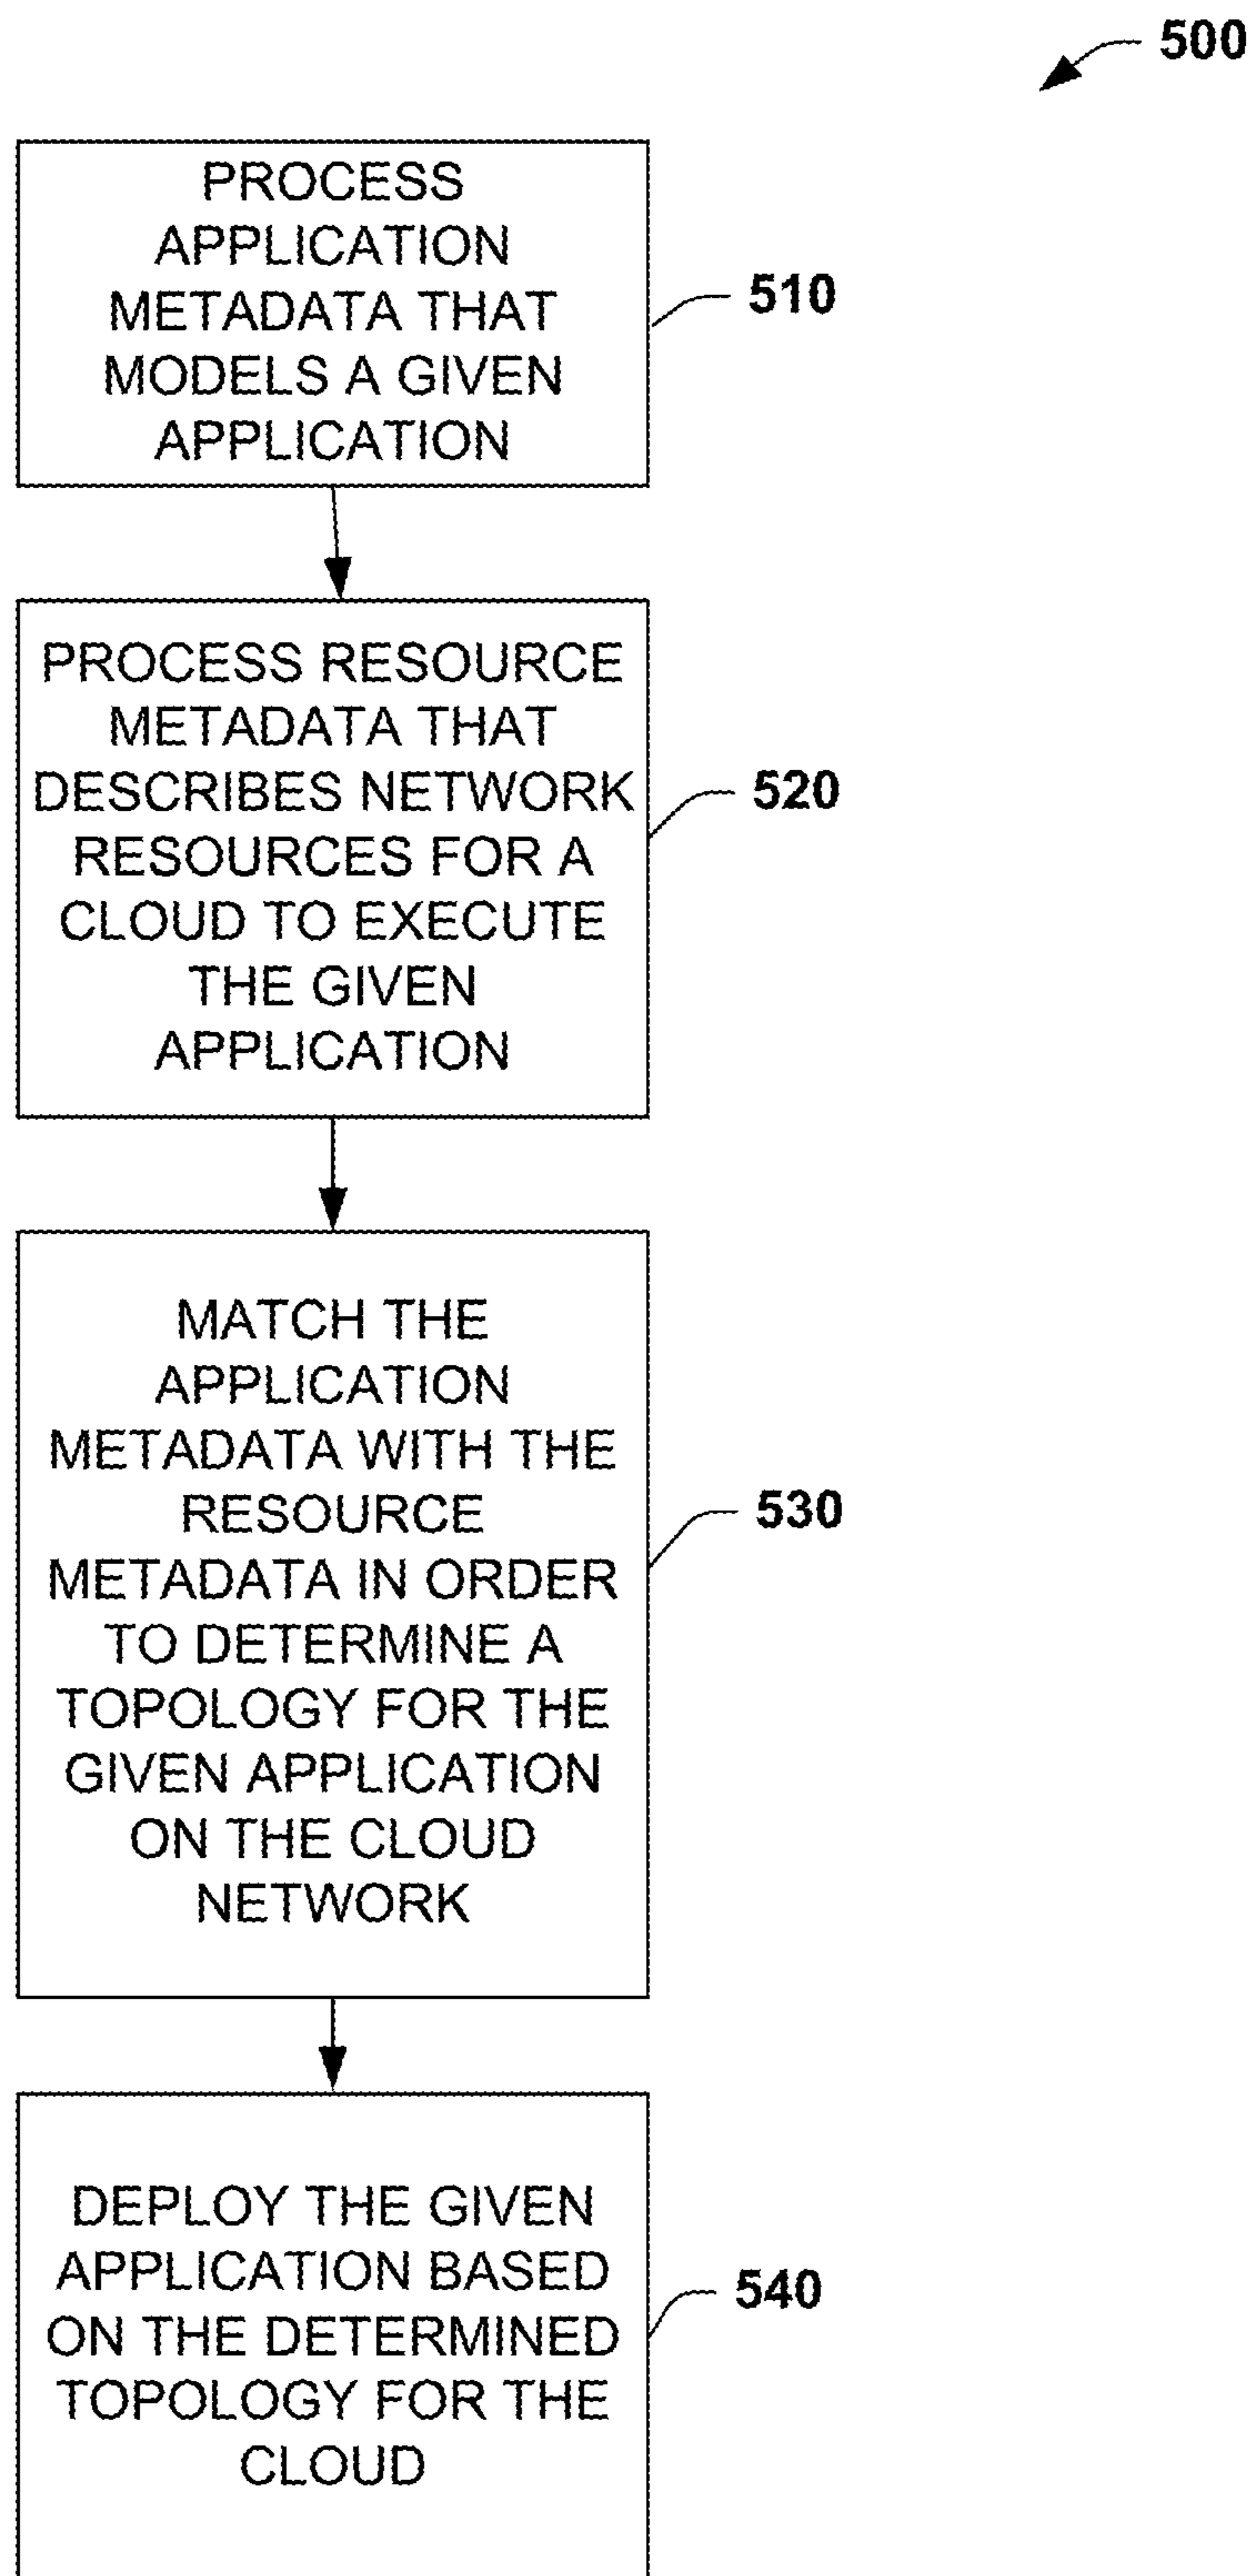 500
PROCESS
APPLICATION
METADATA THAT
MODELS A GIVEN
APPLICATION
510
PROCESS RESOURCE
METADATA THAT
DESCRIBES NETWORK
RESOURCES FOR A
CLOUD TO EXECUTE
THE GIVEN
APPLICATION
520
MATCH THE
APPLICATION
METADATA WITH THE
RESOURCE
METADATA IN ORDER
TO DETERMINE A
TOPOLOGY FOR THE
GIVEN APPLICATION
ON THE CLOUD
NETWORK
530
DEPLOY THE GIVEN
APPLICATION BASED
ON THE DETERMINED
TOPOLOGY FOR THE
CLOUD
540